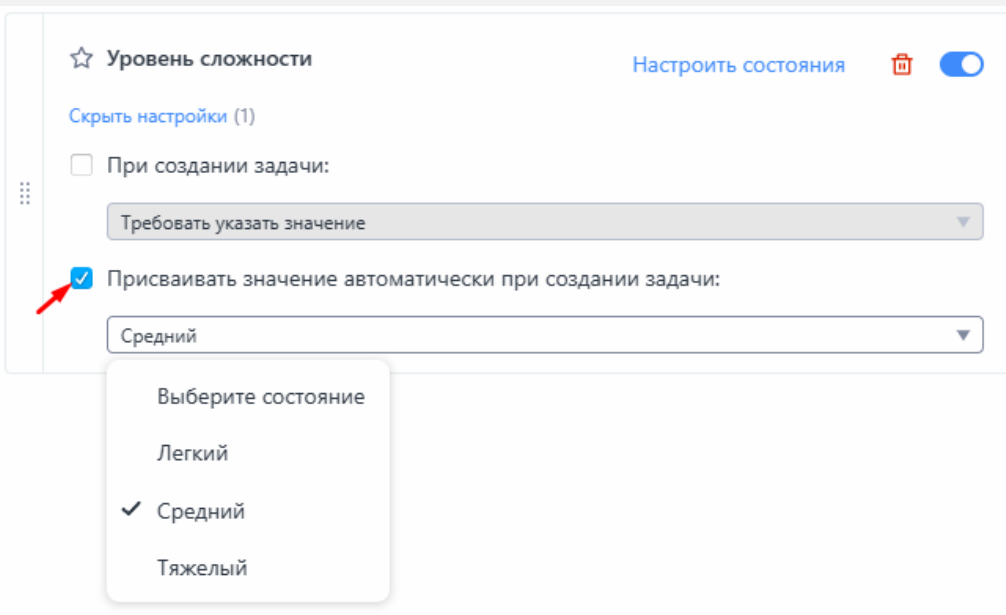 Уровень сложности
Настроить состояния
Скрыть настройки (1)
При создании задачи:
Требовать указать значение
Присваивать значение автоматически при создании задачи:
Средний
Выберите состояние
Легкий
Средний
Тяжелый